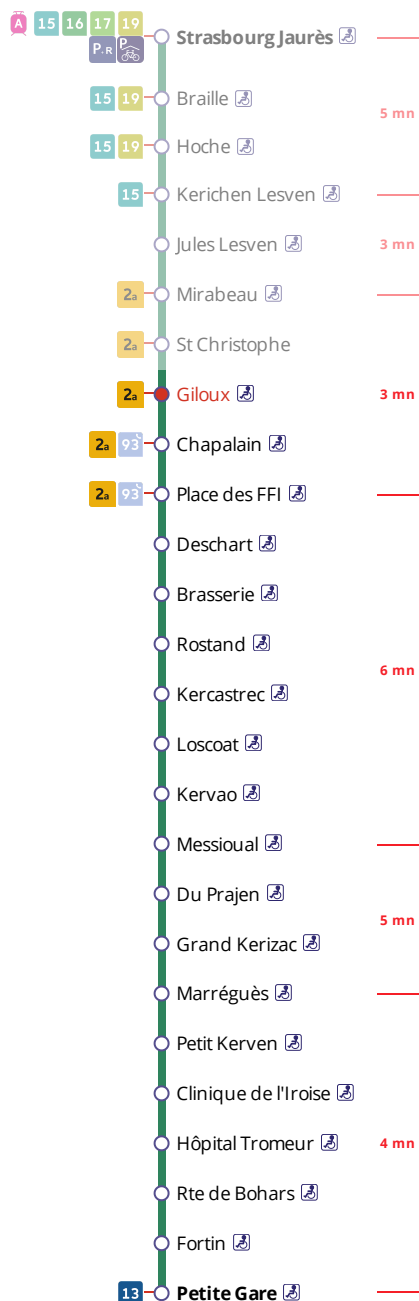 A 15 16 17 19 Strasbourg Jaurès
P+R P
15 19 Braille
5 mn
15 19 Hoche
15 Kerichen Lesven
Jules Lesven 3 mn
2a Mirabeau
2a St Christophe
2a Giloux 3 mn
2a 93 Chapalain
2a 93 Place des FFI
Deschart
Brasserie
Rostand
6 mn
Kercastrec
Loscoat
Kervao
Messioual
Du Prajen
5 mn
Grand Kerizac
Marréguès
Petit Kerven
Clinique de l'Iroise
Hôpital Tromeur 4 mn
Rte de Bohars
Fortin
13 Petite Gare